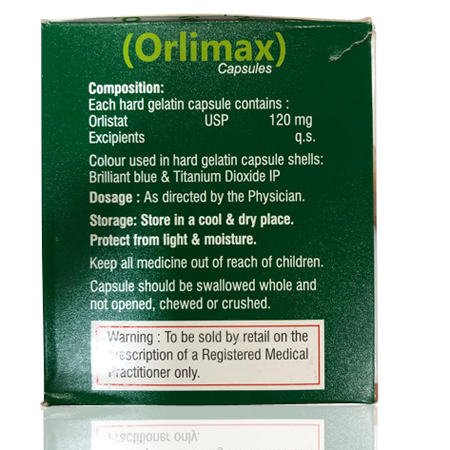 (Orlimax)
Capsules
Composition:
Each hard gelatin capsule contains :
Orlistat USP 120 mg
Excipients q.s.
Colour used in hard gelatin capsule shells:
Brilliant blue & Titanium Dioxide IP
Dosage : As directed by the Physician.
Storage: Store in a cool & dry place.
Protect from light & moisture.
Keep all medicine out of reach of children.
Capsule should be swallowed whole and
not opened, chewed or crushed.
Warning : To be sold by retail on the
prescription of a Registered Medical
Practitioner only.